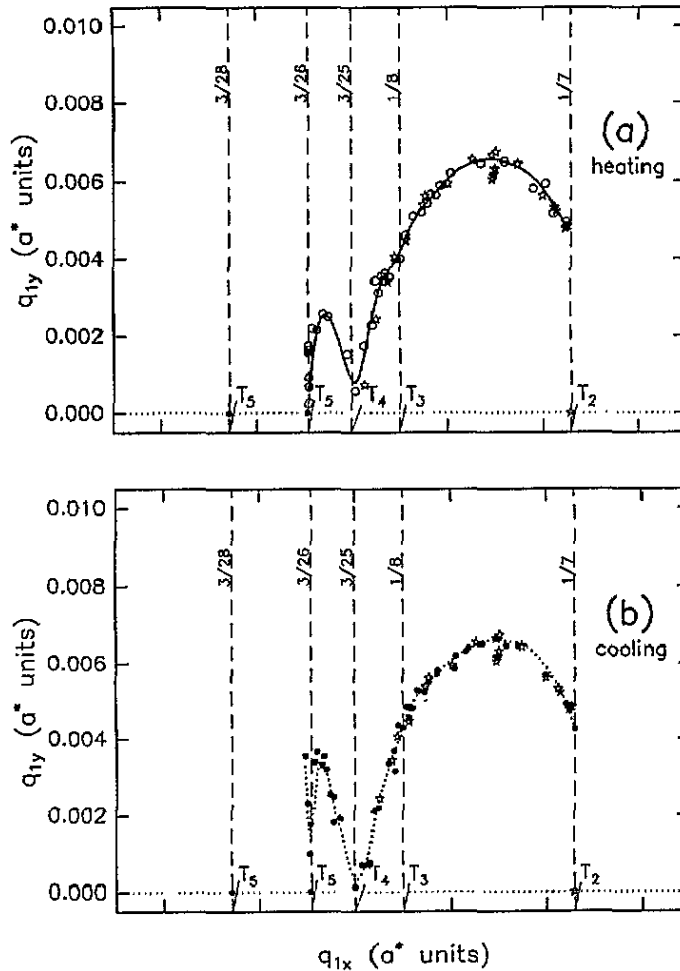 0.010
0.008
0.006
0.004
0.002
0.000
q1y (a* units)
3/28
3/26
3/25
1/8
1/7
(a)
heating
T5
T5
T4
T3
T2
0.010
0.008
0.006
0.004
0.002
0.000
q1y (a* units)
3/28
3/26
3/25
1/8
1/7
(b)
cooling
T5
T5
T4
T3
T2
q1x (a* units)